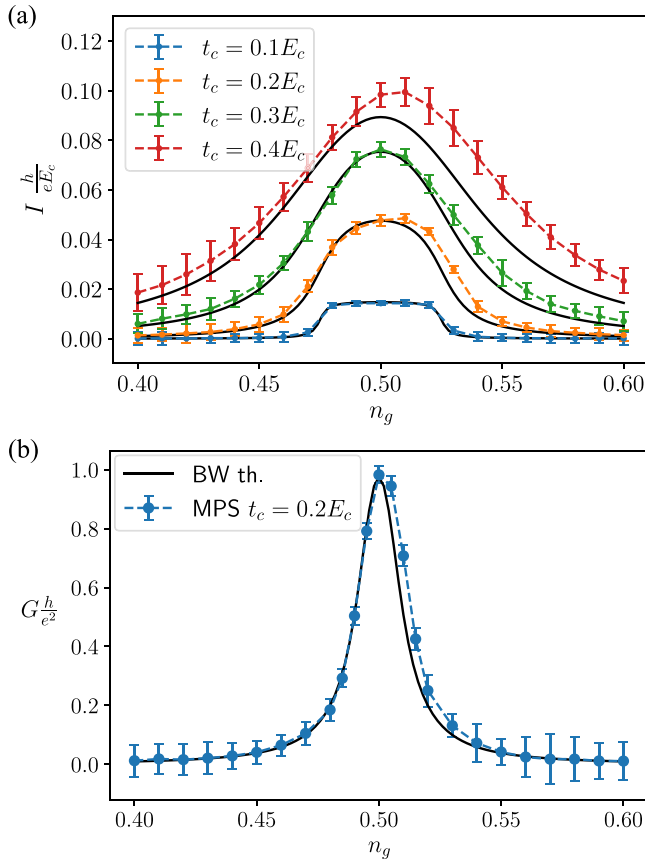 (a)
t_c = 0.1E_c
t_c = 0.2E_c
t_c = 0.3E_c
t_c = 0.4E_c
I h/eE_c
0.12
0.10
0.08
0.06
0.04
0.02
0.00
0.40 0.45 0.50 0.55 0.60
n_g
(b)
BW th.
MPS t_c = 0.2E_c
G h/e^2
1.0
0.8
0.6
0.4
0.2
0.0
0.40 0.45 0.50 0.55 0.60
n_g